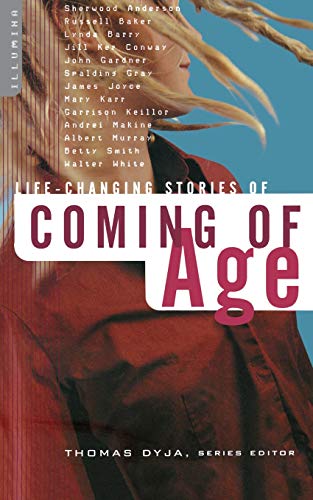 ILLUMINA
Sherwood Anderson
Russell Baker
Lynda Barry
Jill Ker Conway
John Gardner
Spalding Gray
James Joyce
Mary Karr
Garrison Keillor
Andreï Makine
Albert Murray
Betty Smith
Walter White
LIFE-CHANGING STORIES OF
COMING OF
Age
THOMAS DYJA, SERIES EDITOR